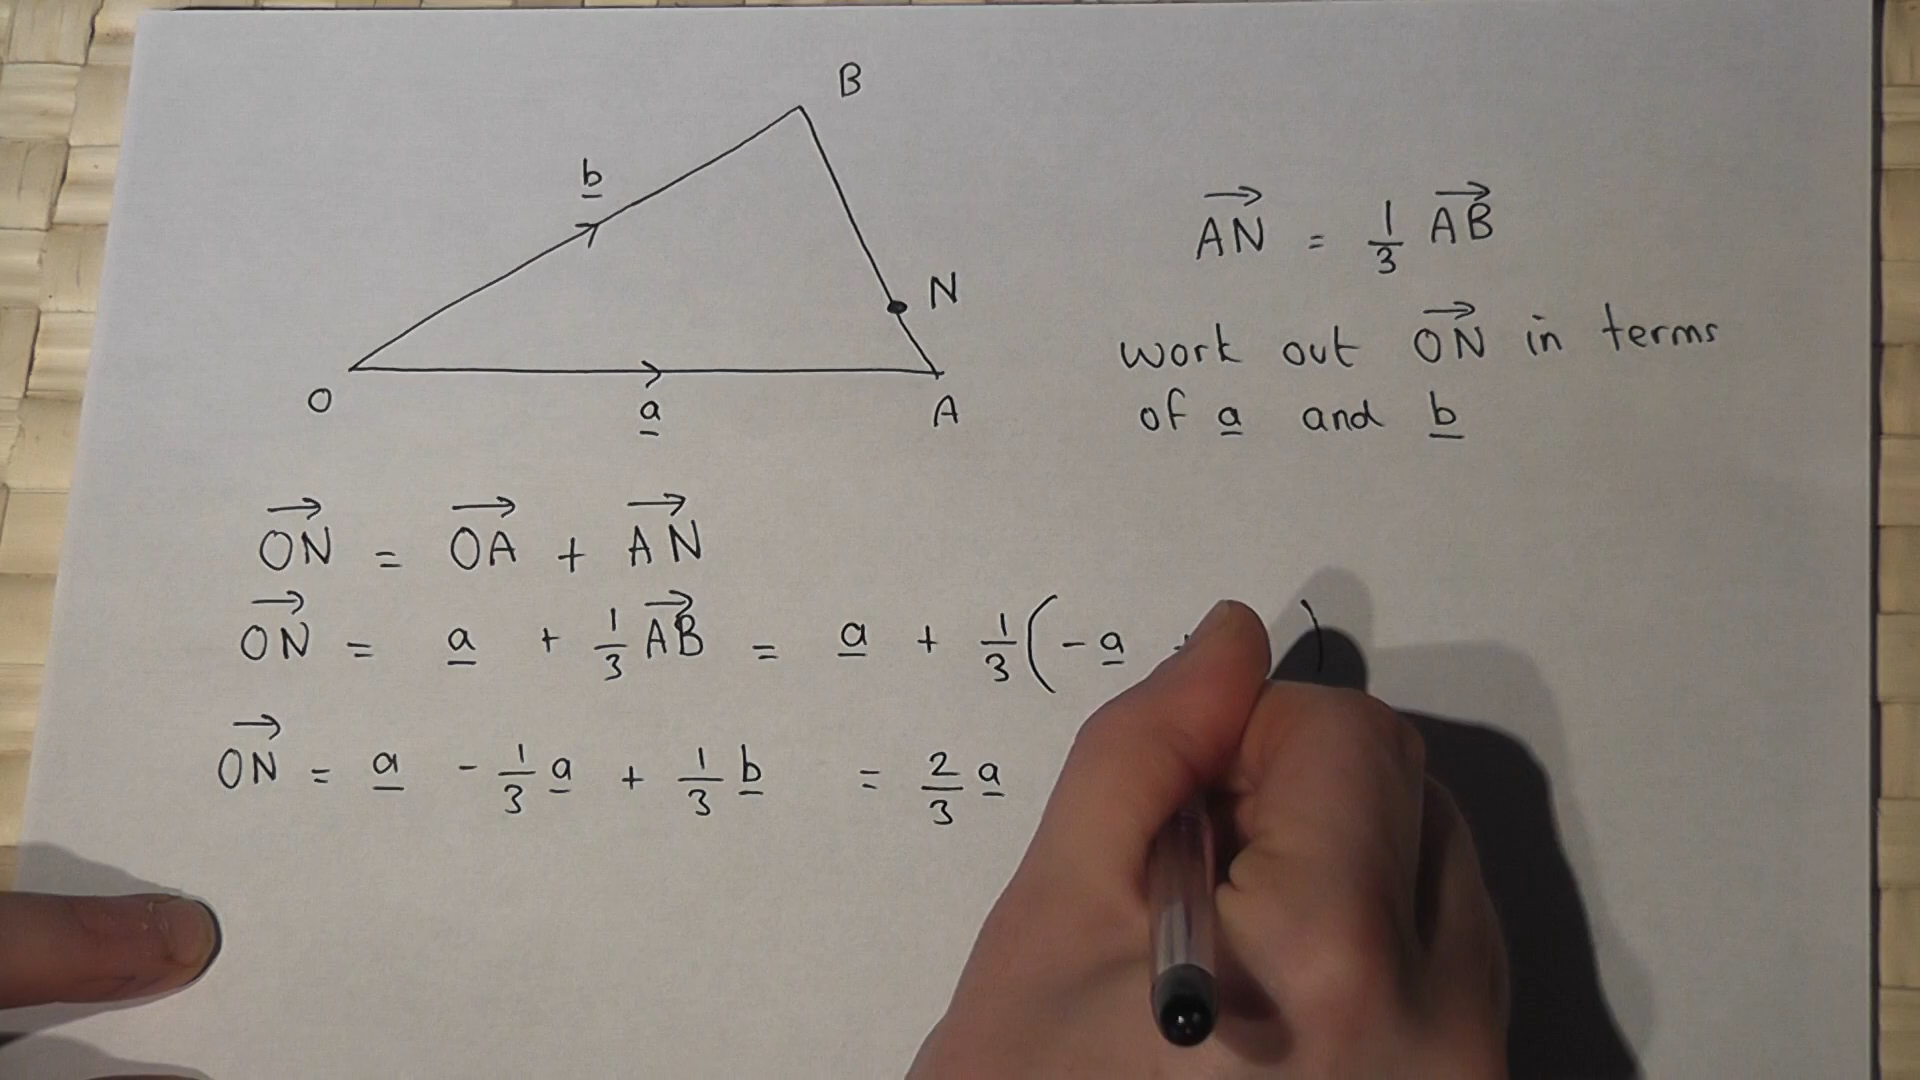 B
b
N
O
a
A
AN = 1/3 AB
work out ON in terms
of a and b
ON = OA + AN
ON = a + 1/3 AB = a + 1/3 (-a )
ON = a - 1/3 a + 1/3 b = 2/3 a